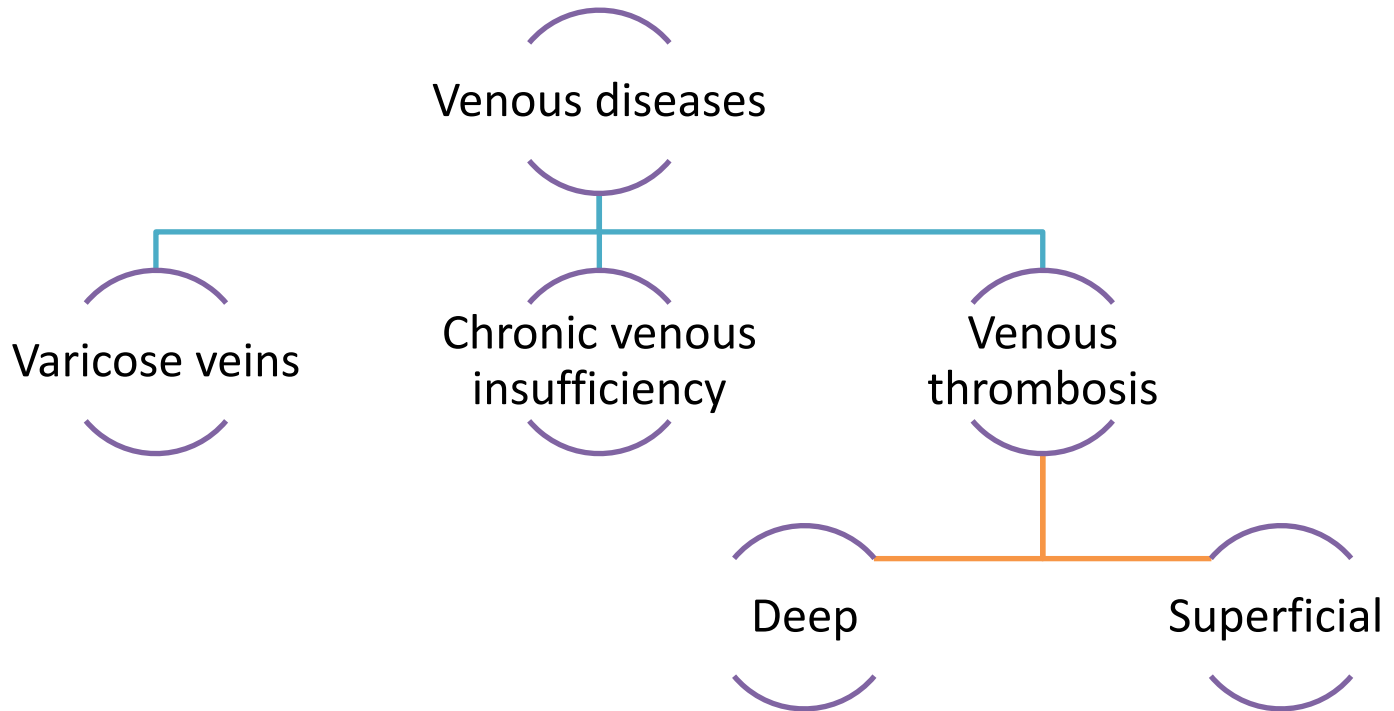 Venous diseases
Varicose veins
Chronic venous
insufficiency
Venous
thrombosis
Deep
Superficial